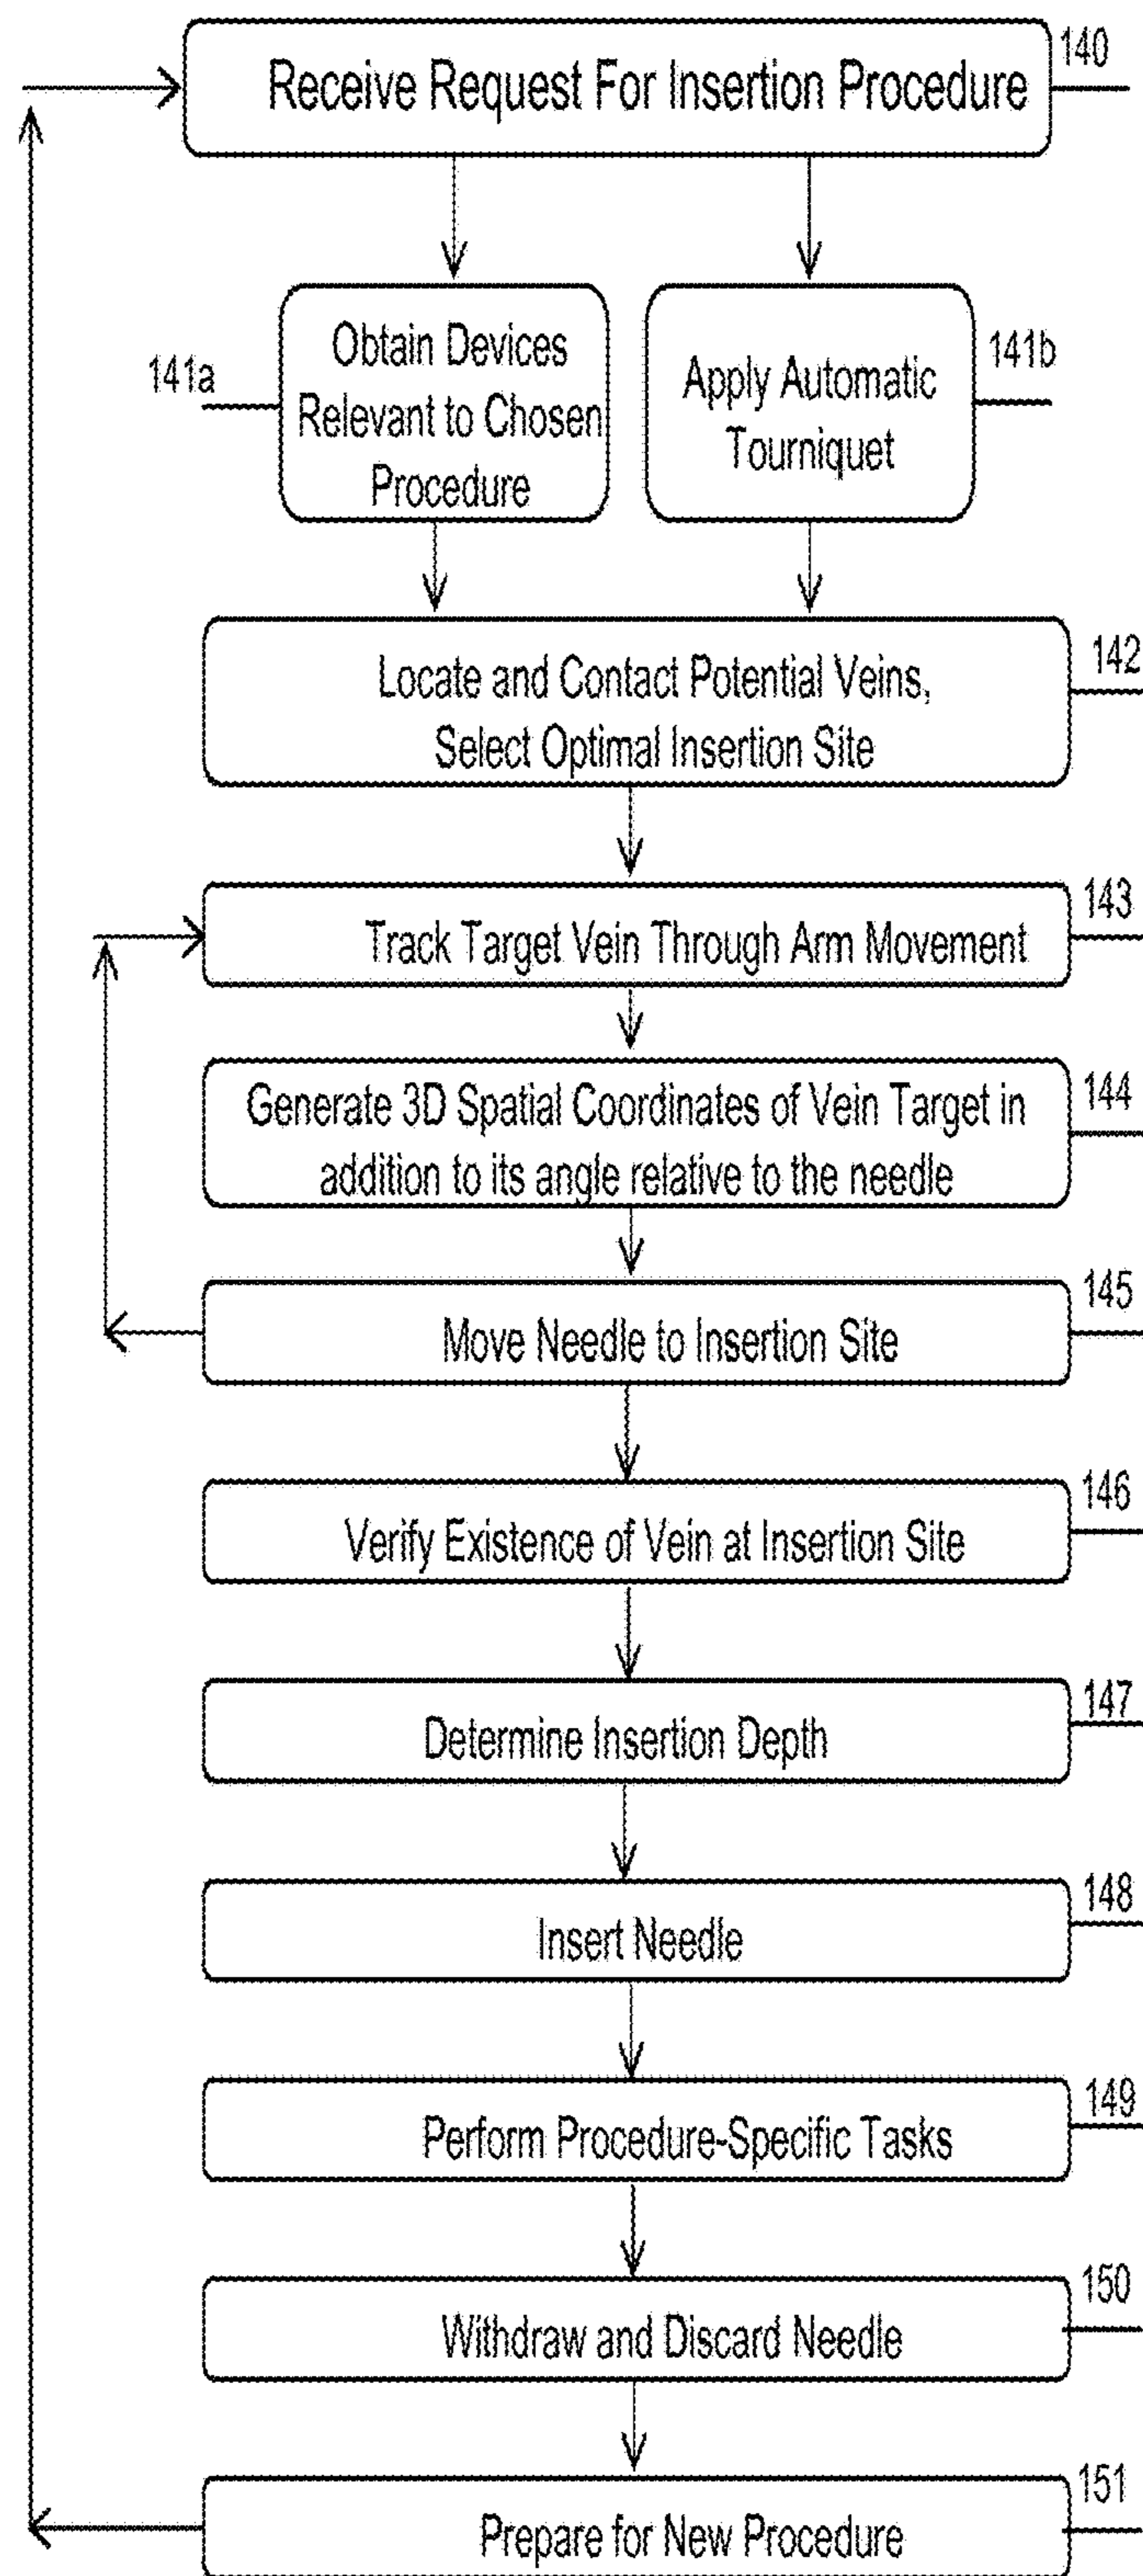 Receive Request For Insertion Procedure
140
141a
Obtain Devices
Relevant to Chosen
Procedure
Apply Automatic
Tourniquet
141b
Locate and Contact Potential Veins,
Select Optimal Insertion Site
142
Track Target Vein Through Arm Movement
143
Generate 3D Spatial Coordinates of Vein Target in
addition to its angle relative to the needle
144
Move Needle to Insertion Site
145
Verify Existence of Vein at Insertion Site
146
Determine Insertion Depth
147
Insert Needle
148
Perform Procedure-Specific Tasks
149
Withdraw and Discard Needle
150
Prepare for New Procedure
151